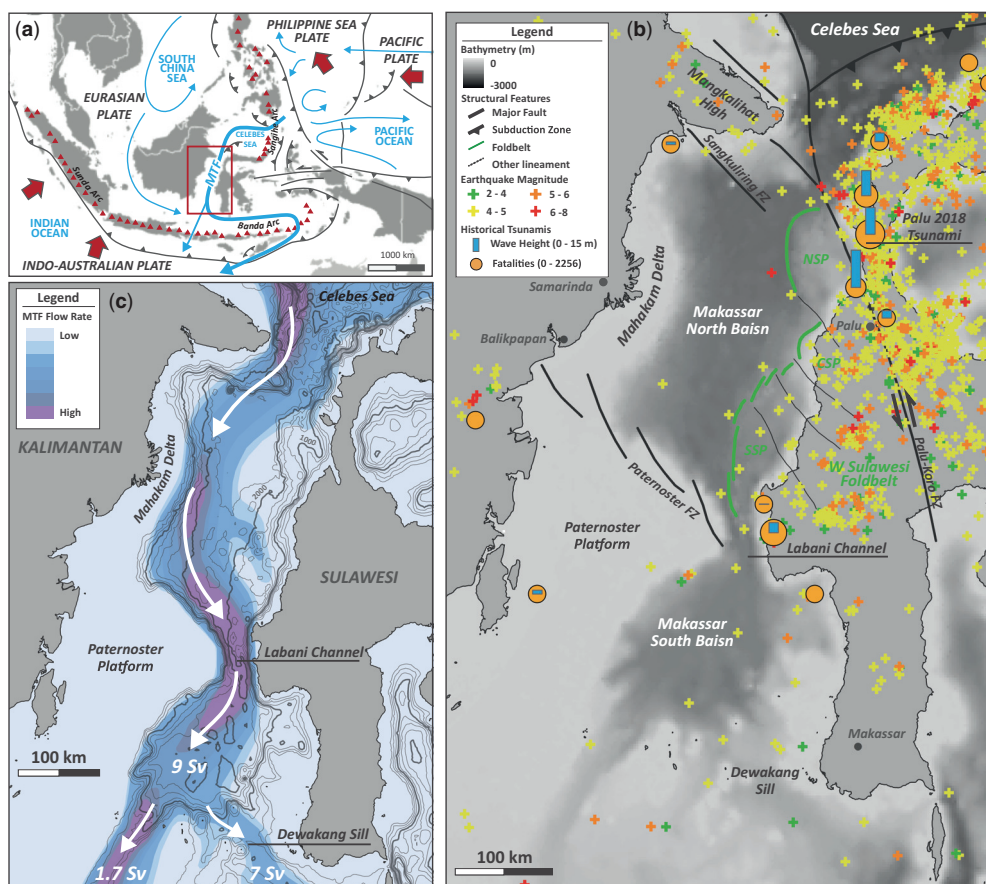 (a)
PHILIPPINE SEA
PLATE
PACIFIC
PLATE
SOUTH
CHINA
SEA
EURASIAN
PLATE
CELEBES
SEA
Sangihe Arc
PACIFIC
OCEAN
MTF
Sunda Arc
Banda Arc
INDIAN
OCEAN
INDO-AUSTRALIAN PLATE
1000 km
(b)
Legend
Bathymetry (m)
0
-3000
Structural Features
Major Fault
Subduction Zone
Foldbelt
Other lineament
Earthquake Magnitude
2 - 4
5 - 6
4 - 5
6 -8
Historical Tsunamis
Wave Height (0 - 15 m)
Fatalities (0 - 2256)
Celebes Sea
Mangkalihat
High
Sangkuliring FZ
Palu 2018
Tsunami
NSP
Samarinda
Mahakam Delta
Makassar
North Baisn
Balikpapan
Palu
CSP
SSP
W Sulawesi
Foldbelt
Palu-Koro FZ
Paternoster FZ
Paternoster
Platform
Labani Channel
Makassar
South Baisn
Makassar
Dewakang
Sill
100 km
(c)
Legend
MTF Flow Rate
Low
High
Celebes Sea
KALIMANTAN
Mahakam Delta
1000
2000
SULAWESI
Paternoster
Platform
Labani Channel
100 km
9 Sv
Dewakang Sill
1.7 Sv
7 Sv